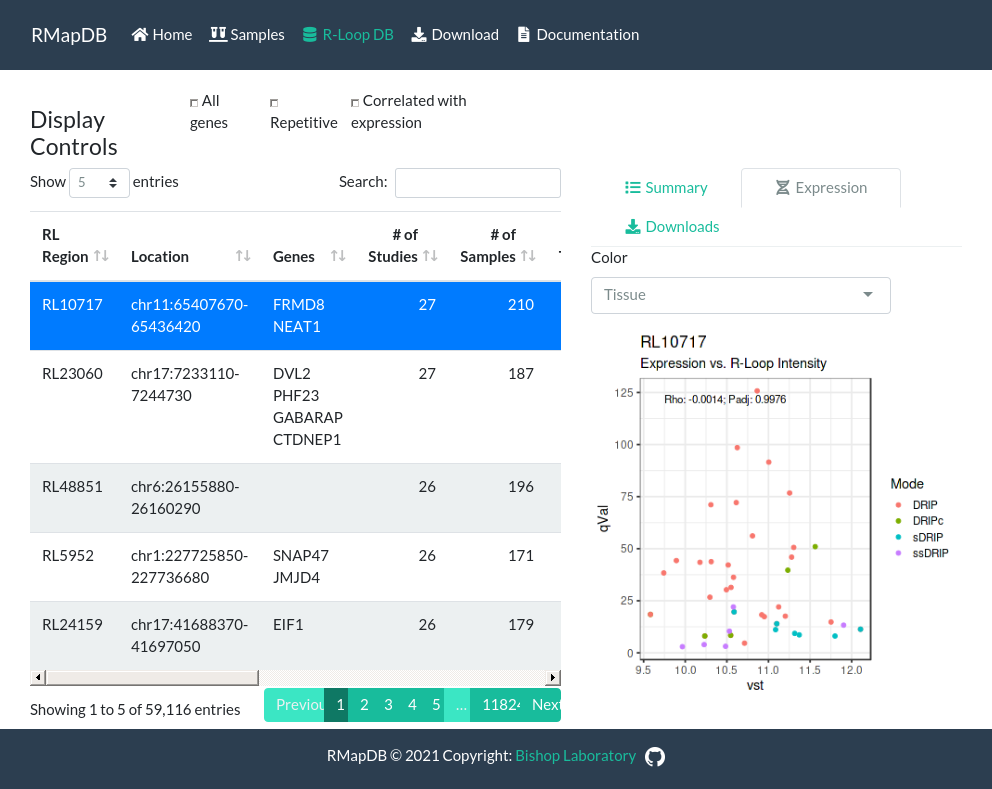 RMapDB Home Samples R-Loop DB Download Documentation
Display
Controls
All
genes
Repetitive
Correlated with
expression
Show 5 entries
Search:
RL
Region
Location
Genes
# of
Studies
# of
Samples
RL10717 chr11:65407670- FRMD8 27 210
65436420 NEAT1
RL23060 chr17:7233110- DVL2 27 187
7244730 PHF23
GABARAP
CTDNEP1
RL48851 chr6:26155880- 26 196
26160290
RL5952 chr1:227725850- SNAP47 26 171
227736680 JMJD4
RL24159 chr17:41688370- EIF1 26 179
41697050
Showing 1 to 5 of 59,116 entries
Previou 1 2 3 4 5 ... 11824 Next
Summary Expression
Downloads
Color
Tissue
RL10717
Expression vs. R-Loop Intensity
Rho: -0.0014; Padj: 0.9976
125
100
75
50
25
0
qVal
9.5 10.0 10.5 11.0 11.5 12.0
vst
Mode
DRIP
DRIPc
sDRIP
ssDRIP
RMapDB © 2021 Copyright: Bishop Laboratory